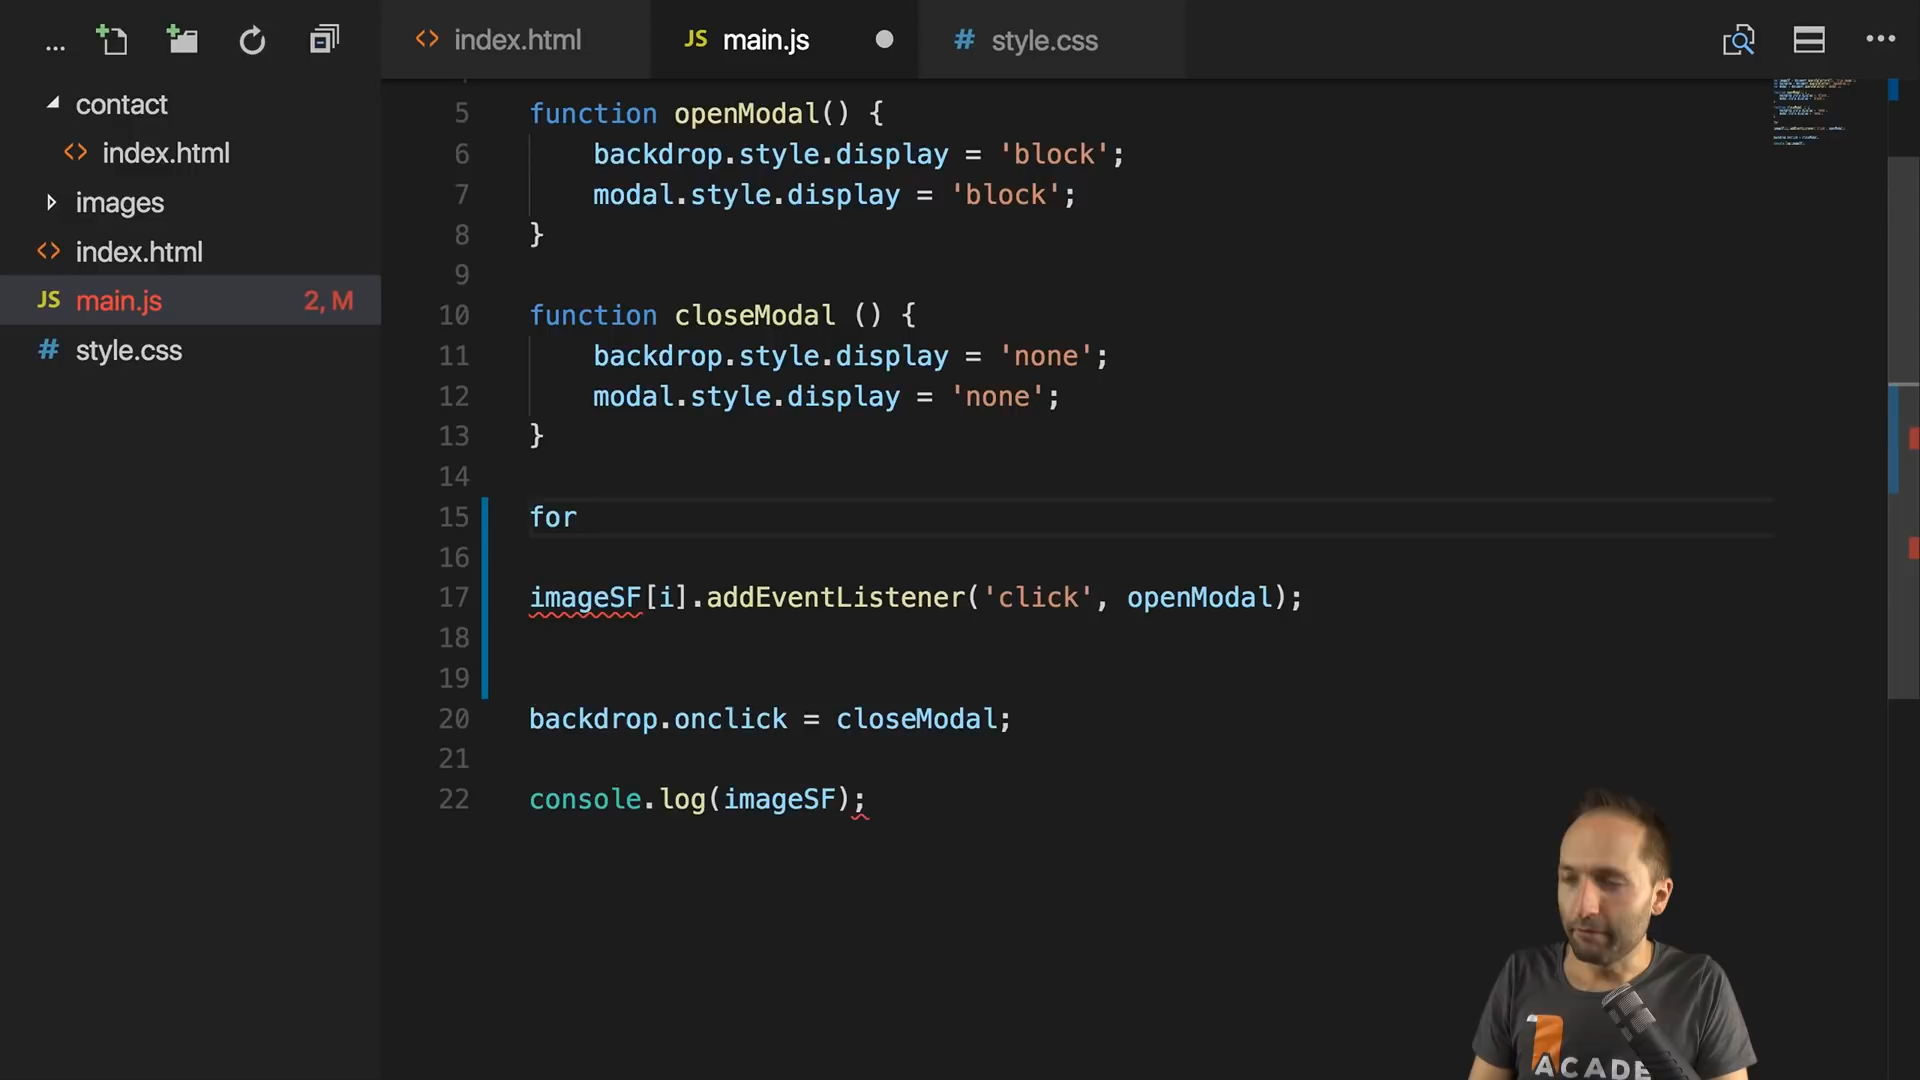 ...
index.html
JS main.js
# style.css
contact
index.html
images
index.html
JS main.js 2, M
# style.css
5 function openModal() {
6 backdrop.style.display = 'block';
7 modal.style.display = 'block';
8 }
9
10 function closeModal () {
11 backdrop.style.display = 'none';
12 modal.style.display = 'none';
13 }
14
15 for
16
17 imageSF[i].addEventListener('click', openModal);
18
19
20 backdrop.onclick = closeModal;
21
22 console.log(imageSF);